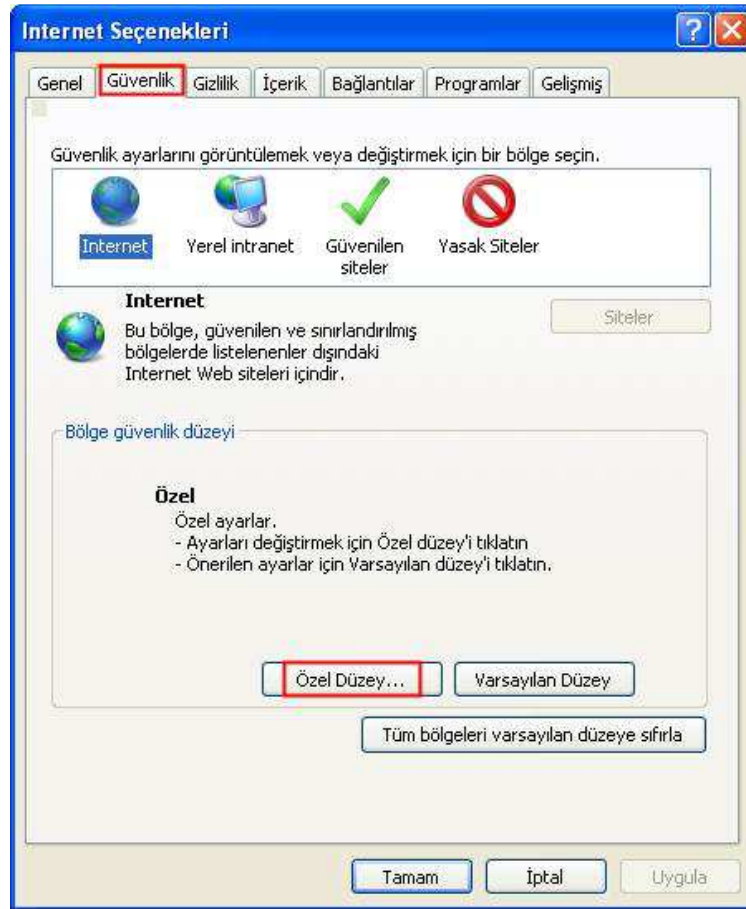 Internet Seçenekleri
Genel Güvenlik Gizlilik İçerik Bağlantılar Programlar Gelişmiş
Güvenlik ayarlarını görüntülemek veya değiştirmek için bir bölge seçin.
Internet Yerel intranet Güvenilen siteler Yasak Siteler
Internet
Siteler
Bu bölge, güvenilen ve sınırlandırılmış
bölgelerde listelenenler dışındaki
Internet Web siteleri içindir.
Bölge güvenlik düzeyi
Özel
Özel ayarlar.
- Ayarları değiştirmek için Özel düzey'i tıklatın
- Önerilen ayarlar için Varsayılan düzey'i tıklatın.
Özel Düzey... Varsayılan Düzey
Tüm bölgeleri varsayılan düzeye sıfırla
Tamam İptal Uygula